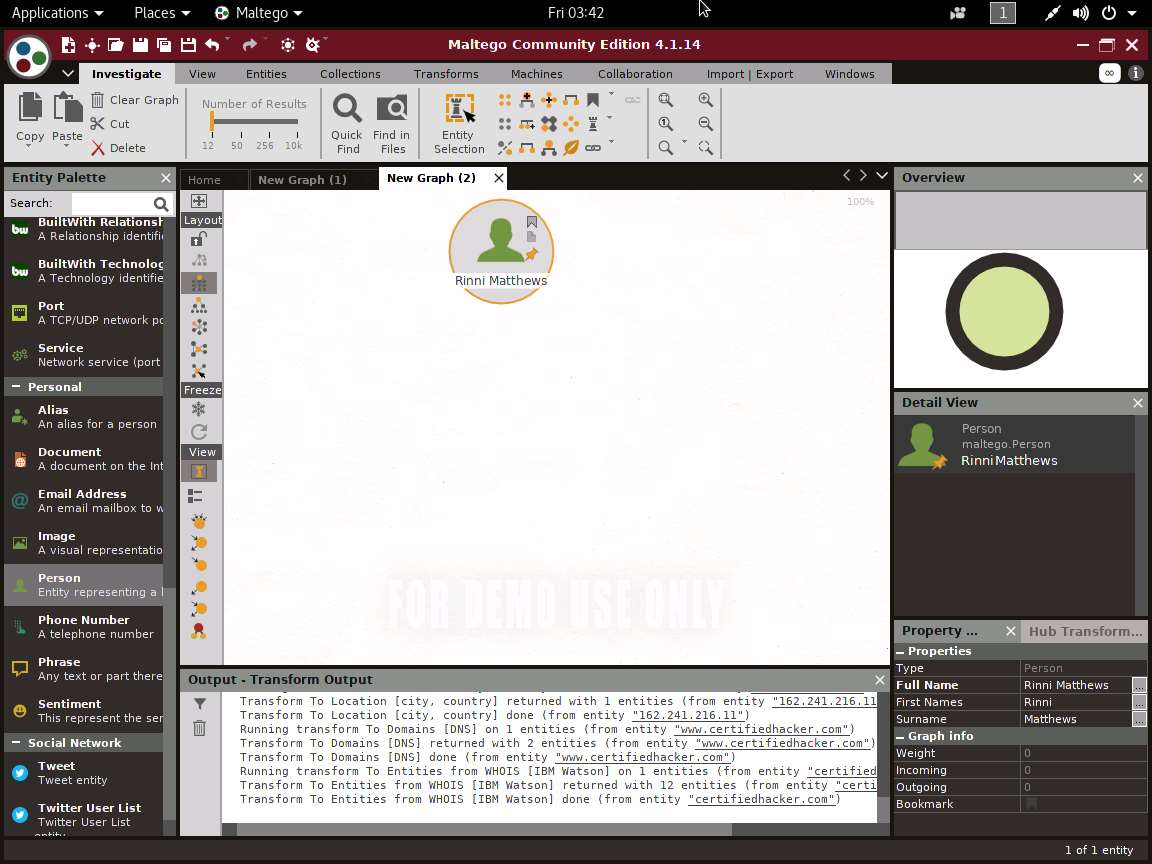 Applications Places Maltego Fri 03:42 1
Maltego Community Edition 4.1.14
Investigate View Entities Collections Transforms Machines Collaboration Import | Export Windows
Copy
Paste
Clear Graph
Cut
Delete
Number of Results
12 50 256 10k
Quick
Find
Find in
Files
Entity
Selection
Entity Palette
Search:
BuiltWith Relationsh
A Relationship identifie
BuiltWith Technolog
A Technology identifie
Port
A TCP/UDP network po
Service
Network service (port
Personal
Alias
An alias for a person
Document
A document on the Int
Email Address
An email mailbox to w
Image
A visual representatio
Person
Entity representing a
Phone Number
A telephone number
Phrase
Any text or part there
Sentiment
This represent the ser
Social Network
Tweet
Tweet entity
Twitter User List
Twitter User List
entity
Home New Graph (1) New Graph (2)
Layout
Freeze
View
100%
Rinni Matthews
FOR DEMO USE ONLY
Output - Transform Output
Transform To Location [city, country] returned with 1 entities (from entity "162.241.216.11
Transform To Location [city, country] done (from entity "162.241.216.11")
Running transform To Domains [DNS] on 1 entities (from entity "www.certifiedhacker.com")
Transform To Domains [DNS] returned with 2 entities (from entity "www.certifiedhacker.com")
Transform To Domains [DNS] done (from entity "www.certifiedhacker.com")
Running transform To Entities from WHOIS [IBM Watson] on 1 entities (from entity "certified
Transform To Entities from WHOIS [IBM Watson] returned with 12 entities (from entity "certi
Transform To Entities from WHOIS [IBM Watson] done (from entity "certifiedhacker.com")
Overview
Detail View
Person
maltego.Person
Rinni Matthews
Property ... Hub Transform...
Properties
Type Person
Full Name Rinni Matthews ...
First Names Rinni
Surname Matthews ...
Graph info
Weight 0
Incoming 0
Outgoing 0
Bookmark
1 of 1 entity